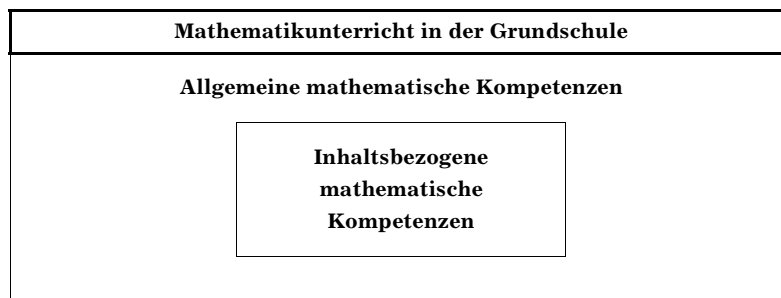 Mathematikunterricht in der Grundschule
Allgemeine mathematische Kompetenzen
Inhaltsbezogene
mathematische
Kompetenzen